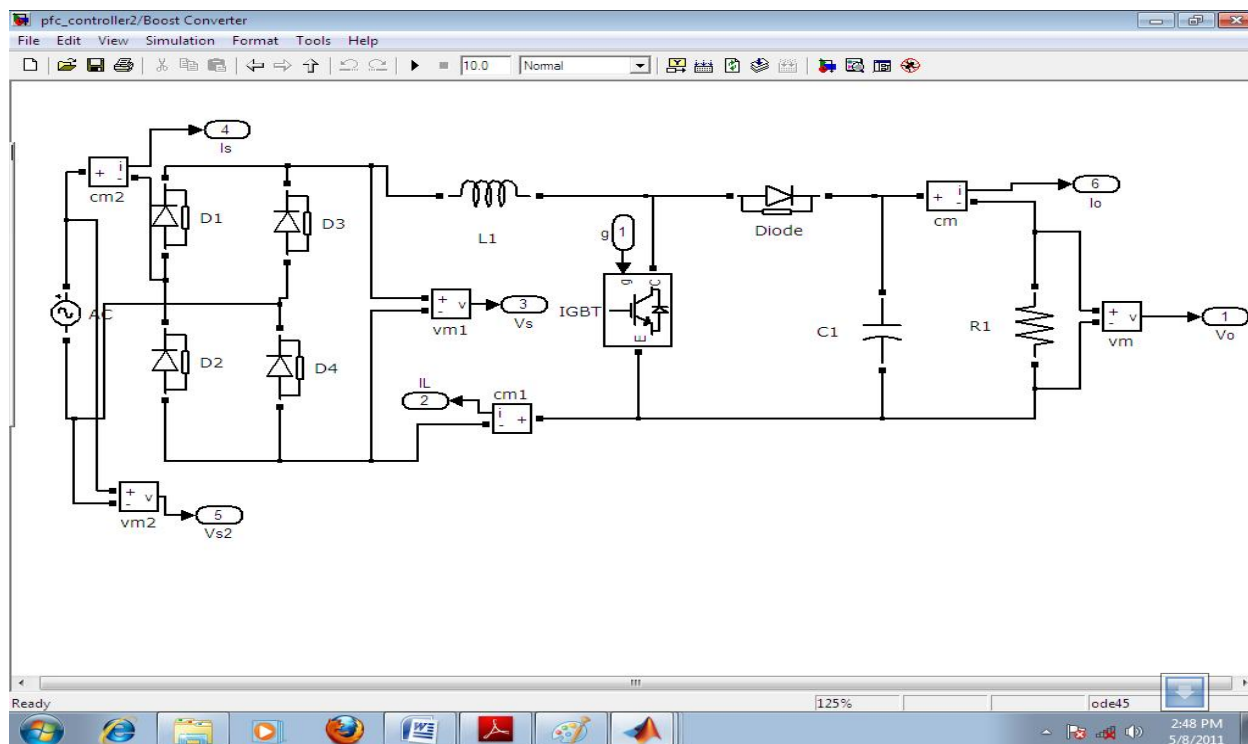 pfc_controller2/Boost Converter
File Edit View Simulation Format Tools Help
10.0 Normal
4
Is
i
+ -
cm2
D1
D3
L1
Diode
g 1
+ i
-
cm
6
Io
AC
+ v
-
vm1
3
Vs
IGBT
g C
E
C1
R1
+ v
-
vm
1
Vo
D2
D4
IL
2
cm1
i +
-
+ v
-
vm2
5
Vs2
Ready 125% ode45
2:48 PM
5/8/2011